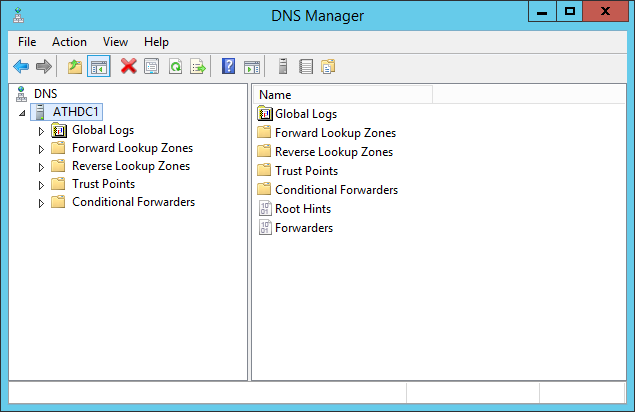 DNS Manager
File Action View Help
DNS
ATHDC1
Global Logs
Forward Lookup Zones
Reverse Lookup Zones
Trust Points
Conditional Forwarders
Name
Global Logs
Forward Lookup Zones
Reverse Lookup Zones
Trust Points
Conditional Forwarders
Root Hints
Forwarders